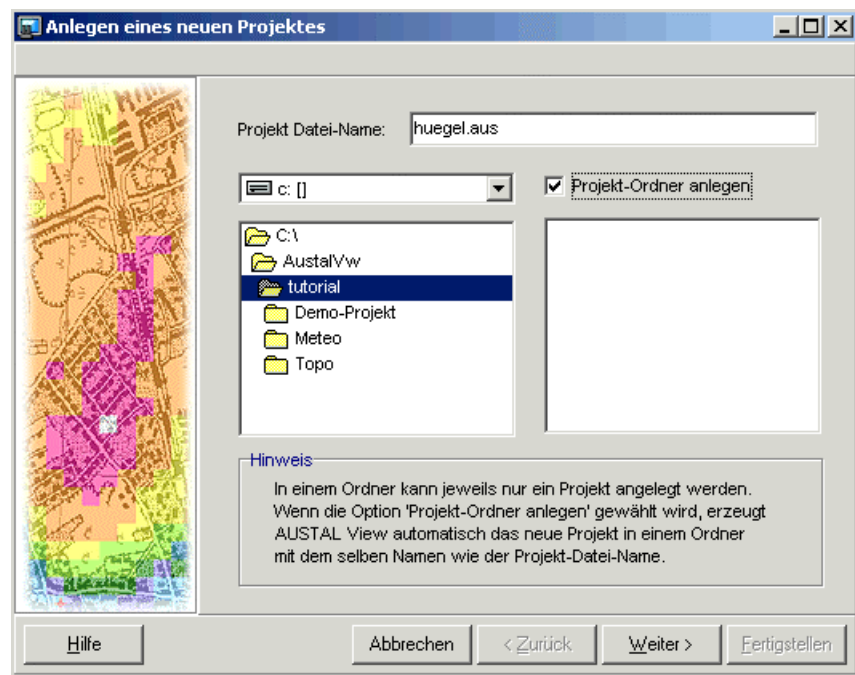 Anlegen eines neuen Projektes
Projekt Datei-Name: huegel.aus
c: [] Projekt-Ordner anlegen
C:\
AustalVw
tutorial
Demo-Projekt
Meteo
Topo
Hinweis
In einem Ordner kann jeweils nur ein Projekt angelegt werden.
Wenn die Option 'Projekt-Ordner anlegen' gewählt wird, erzeugt
AUSTAL View automatisch das neue Projekt in einem Ordner
mit dem selben Namen wie der Projekt-Datei-Name.
Hilfe Abbrechen < Zurück Weiter > Fertigstellen